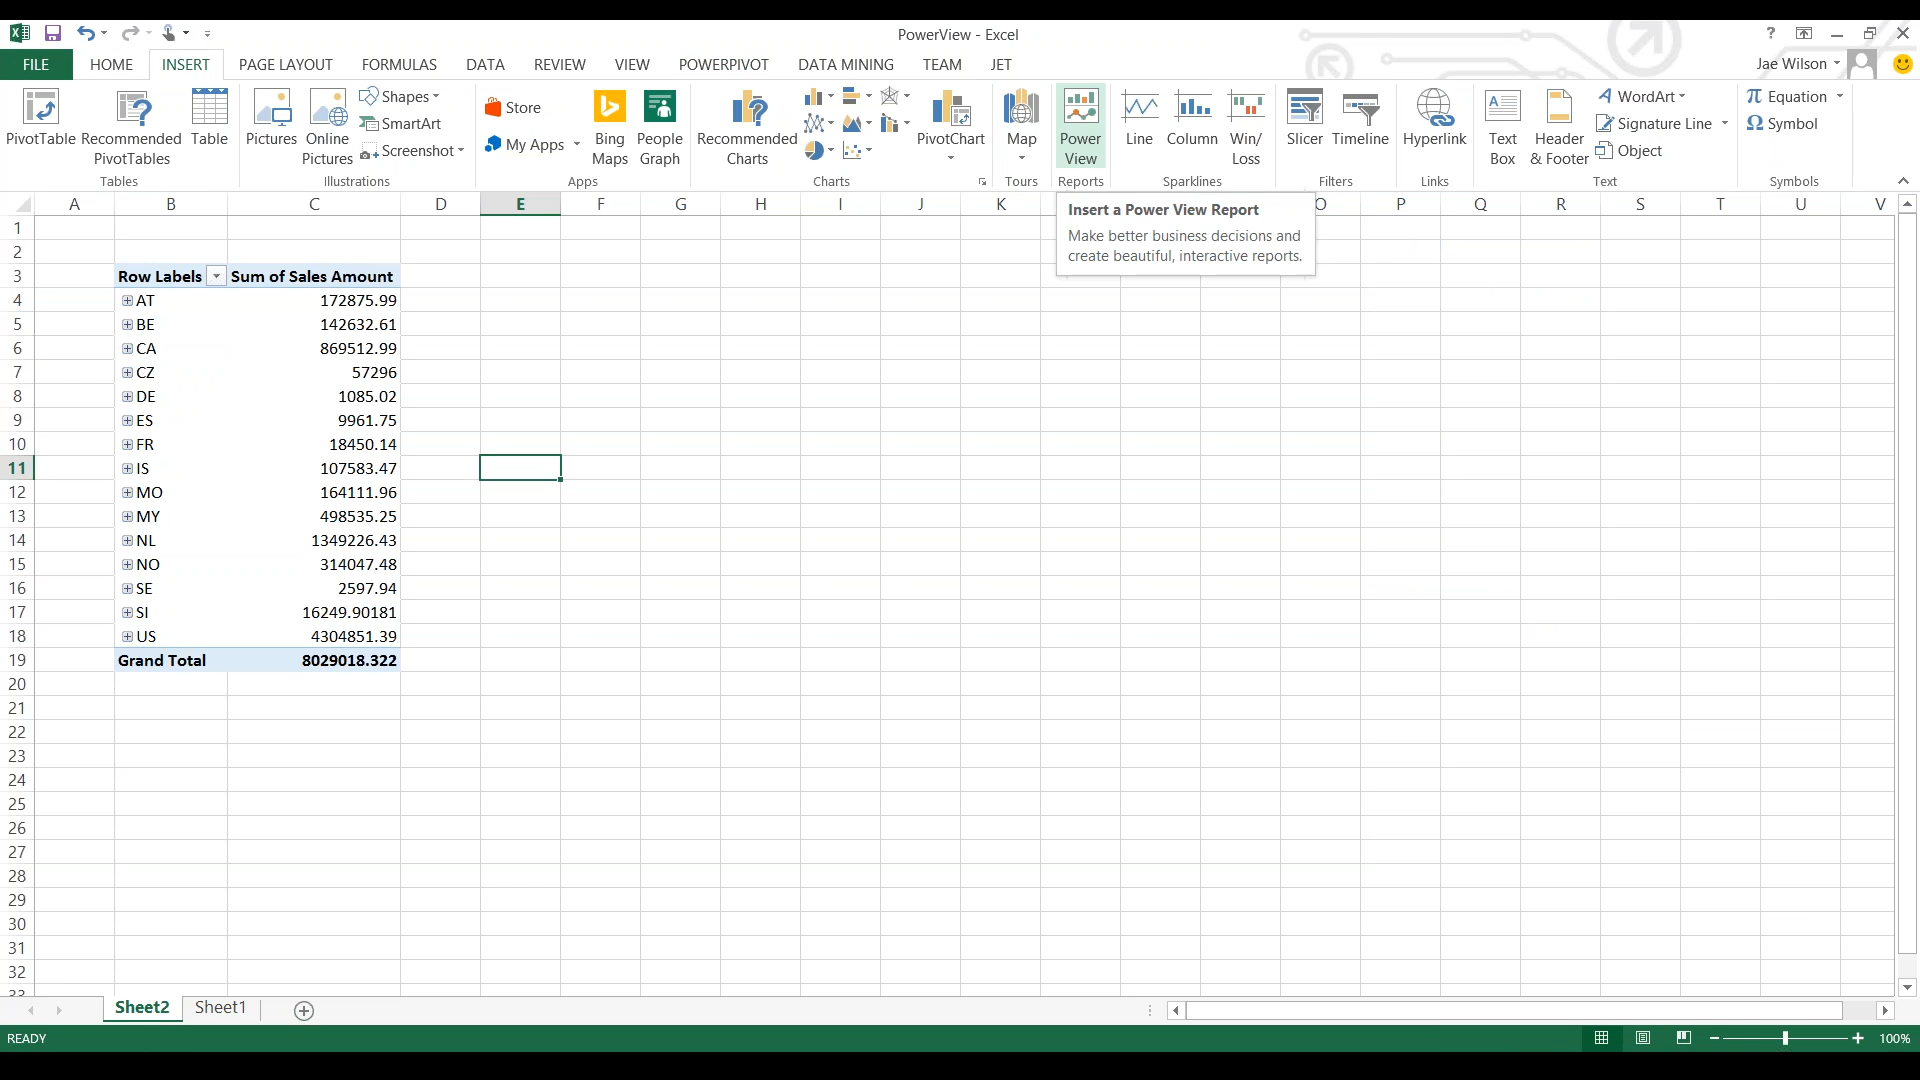 PowerView - Excel
?
FILE HOME INSERT PAGE LAYOUT FORMULAS DATA REVIEW VIEW POWERPIVOT DATA MINING TEAM JET Jae Wilson
PivotTable Recommended PivotTables Table
Tables
Pictures Online Pictures Shapes SmartArt Screenshot
Illustrations
Store My Apps Bing Maps People Graph
Apps
Recommended Charts PivotChart
Charts
Map
Tours
Power View
Reports
Line Column Win/ Loss
Sparklines
Slicer Timeline
Filters
Hyperlink
Links
Text Box Header & Footer WordArt Signature Line Object
Text
π Equation Ω Symbol
Symbols
A B C D E F G H I J K O P Q R S T U V
Insert a Power View Report
Make better business decisions and
create beautiful, interactive reports.
1
2
3 Row Labels Sum of Sales Amount
4 AT 172875.99
5 BE 142632.61
6 CA 869512.99
7 CZ 57296
8 DE 1085.02
9 ES 9961.75
10 FR 18450.14
11 IS 107583.47
12 MO 164111.96
13 MY 498535.25
14 NL 1349226.43
15 NO 314047.48
16 SE 2597.94
17 SI 16249.90181
18 US 4304851.39
19 Grand Total 8029018.322
20
21
22
23
24
25
26
27
28
29
30
31
32
33
Sheet2 Sheet1
READY 100%